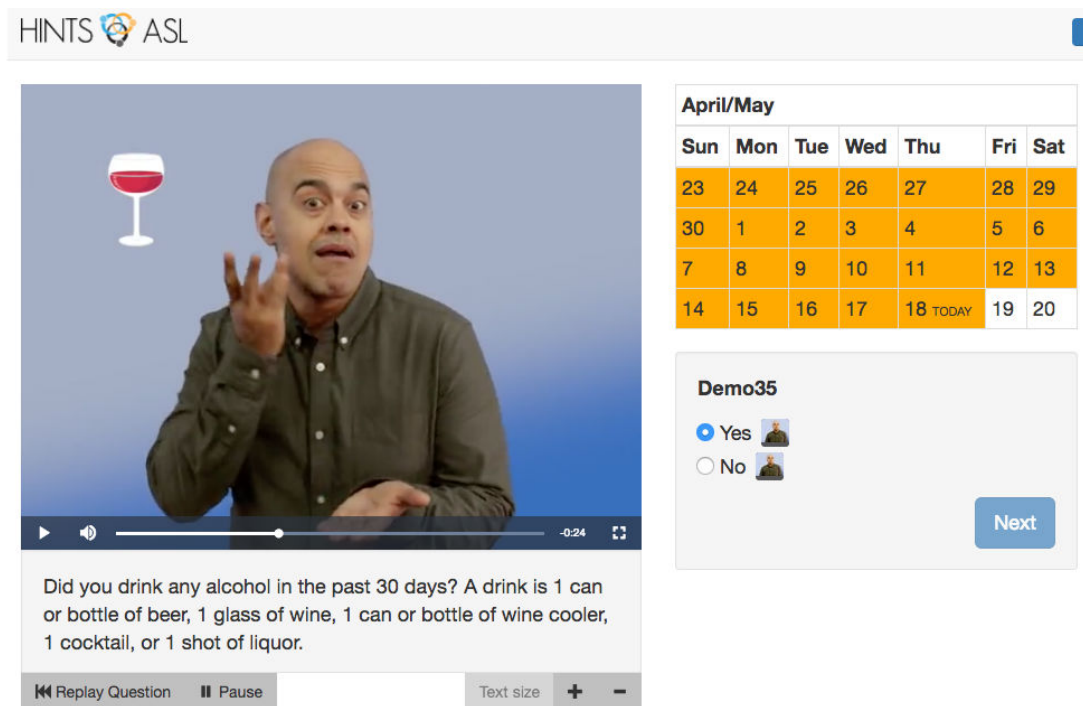 HINTS ASL
April/May
Sun Mon Tue Wed Thu Fri Sat
23 24 25 26 27 28 29
30 1 2 3 4 5 6
7 8 9 10 11 12 13
14 15 16 17 18 TODAY 19 20
Demo35
Yes
No
Next
-0:24
Did you drink any alcohol in the past 30 days? A drink is 1 can
or bottle of beer, 1 glass of wine, 1 can or bottle of wine cooler,
1 cocktail, or 1 shot of liquor.
Replay Question Pause Text size + -